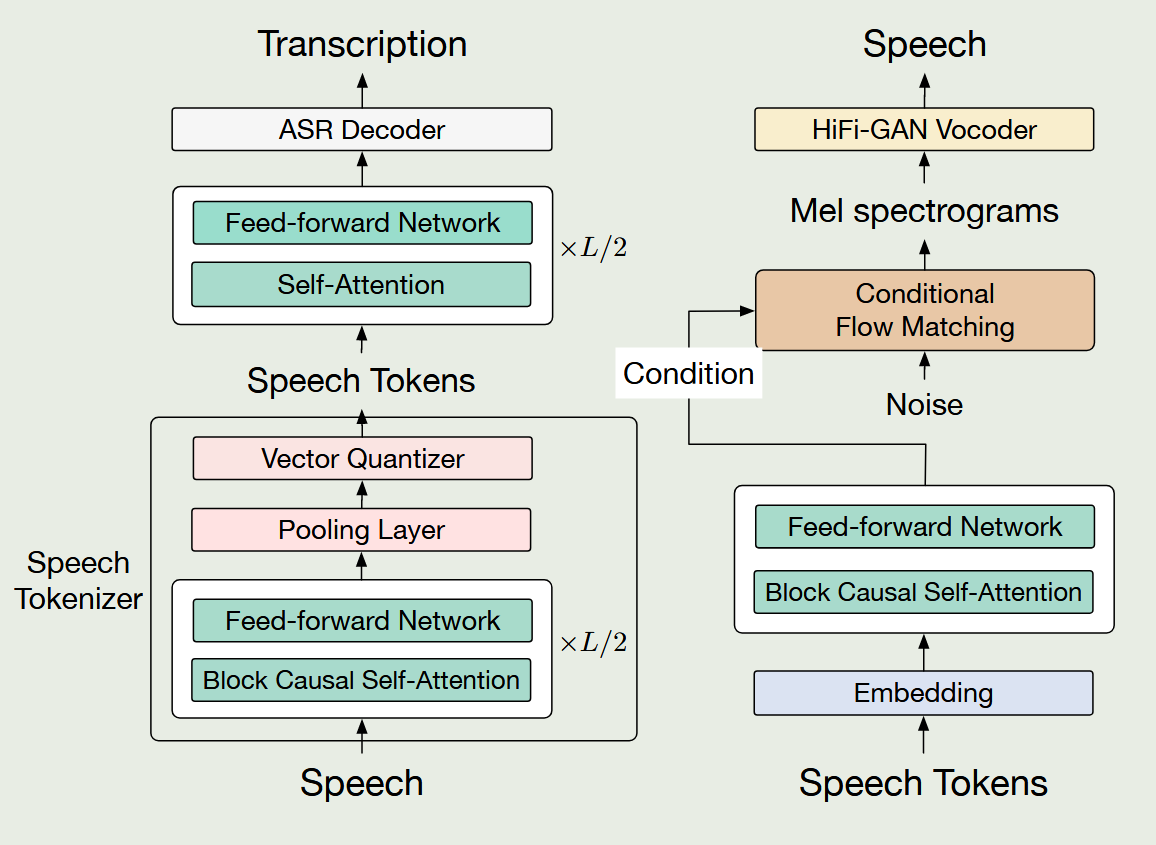 Transcription
ASR Decoder
Feed-forward Network
Self-Attention
×L/2
Speech Tokens
Vector Quantizer
Pooling Layer
Speech
Tokenizer
Feed-forward Network
Block Causal Self-Attention
×L/2
Speech
Speech
HiFi-GAN Vocoder
Mel spectrograms
Conditional
Flow Matching
Condition
Noise
Feed-forward Network
Block Causal Self-Attention
Embedding
Speech Tokens